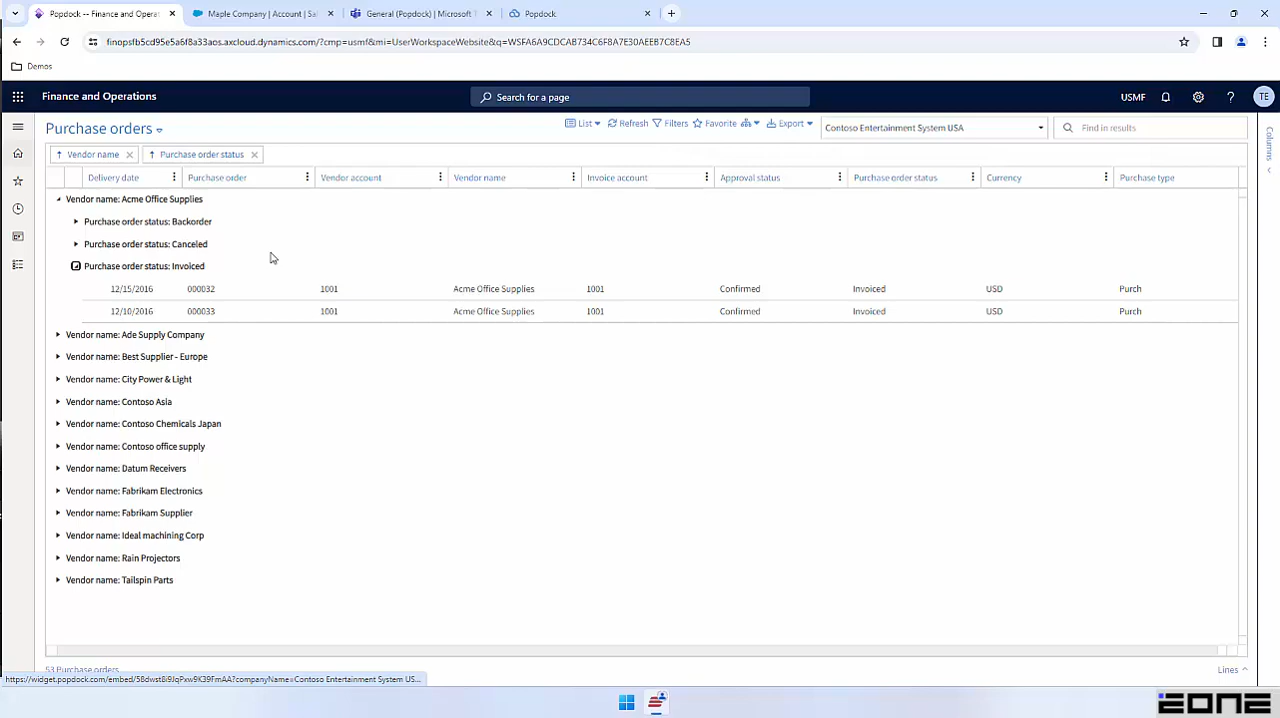 Popdock -- Finance and Operat
Maple Company | Account | Sal
General (Popdock) | Microsoft
Popdock
finopsfb5cd95e5a6f8a33aos.axcloud.dynamics.com/?cmp=usmf&mi=UserWorkspaceWebsite&q=WSFA6A9CDCAB734C6F8A7E30AEEB7C8EA5
Demos
Finance and Operations
Search for a page
USMF
?
TE
Purchase orders
List
Refresh
Filters
Favorite
Export
Contoso Entertainment System USA
Find in results
Columns
Vendor name
Purchase order status
Delivery date Purchase order Vendor account Vendor name Invoice account Approval status Purchase order status Currency Purchase type
Vendor name: Acme Office Supplies
Purchase order status: Backorder
Purchase order status: Canceled
Purchase order status: Invoiced
12/15/2016 000032 1001 Acme Office Supplies 1001 Confirmed Invoiced USD Purch
12/10/2016 000033 1001 Acme Office Supplies 1001 Confirmed Invoiced USD Purch
Vendor name: Ade Supply Company
Vendor name: Best Supplier - Europe
Vendor name: City Power & Light
Vendor name: Contoso Asia
Vendor name: Contoso Chemicals Japan
Vendor name: Contoso office supply
Vendor name: Datum Receivers
Vendor name: Fabrikam Electronics
Vendor name: Fabrikam Supplier
Vendor name: Ideal machining Corp
Vendor name: Rain Projectors
Vendor name: Tailspin Parts
53 Purchase orders
Lines
https://widget.popdock.com/embed/58dwst8i9JqPxw9K39FmAA?companyName=Contoso Entertainment System US...
eone